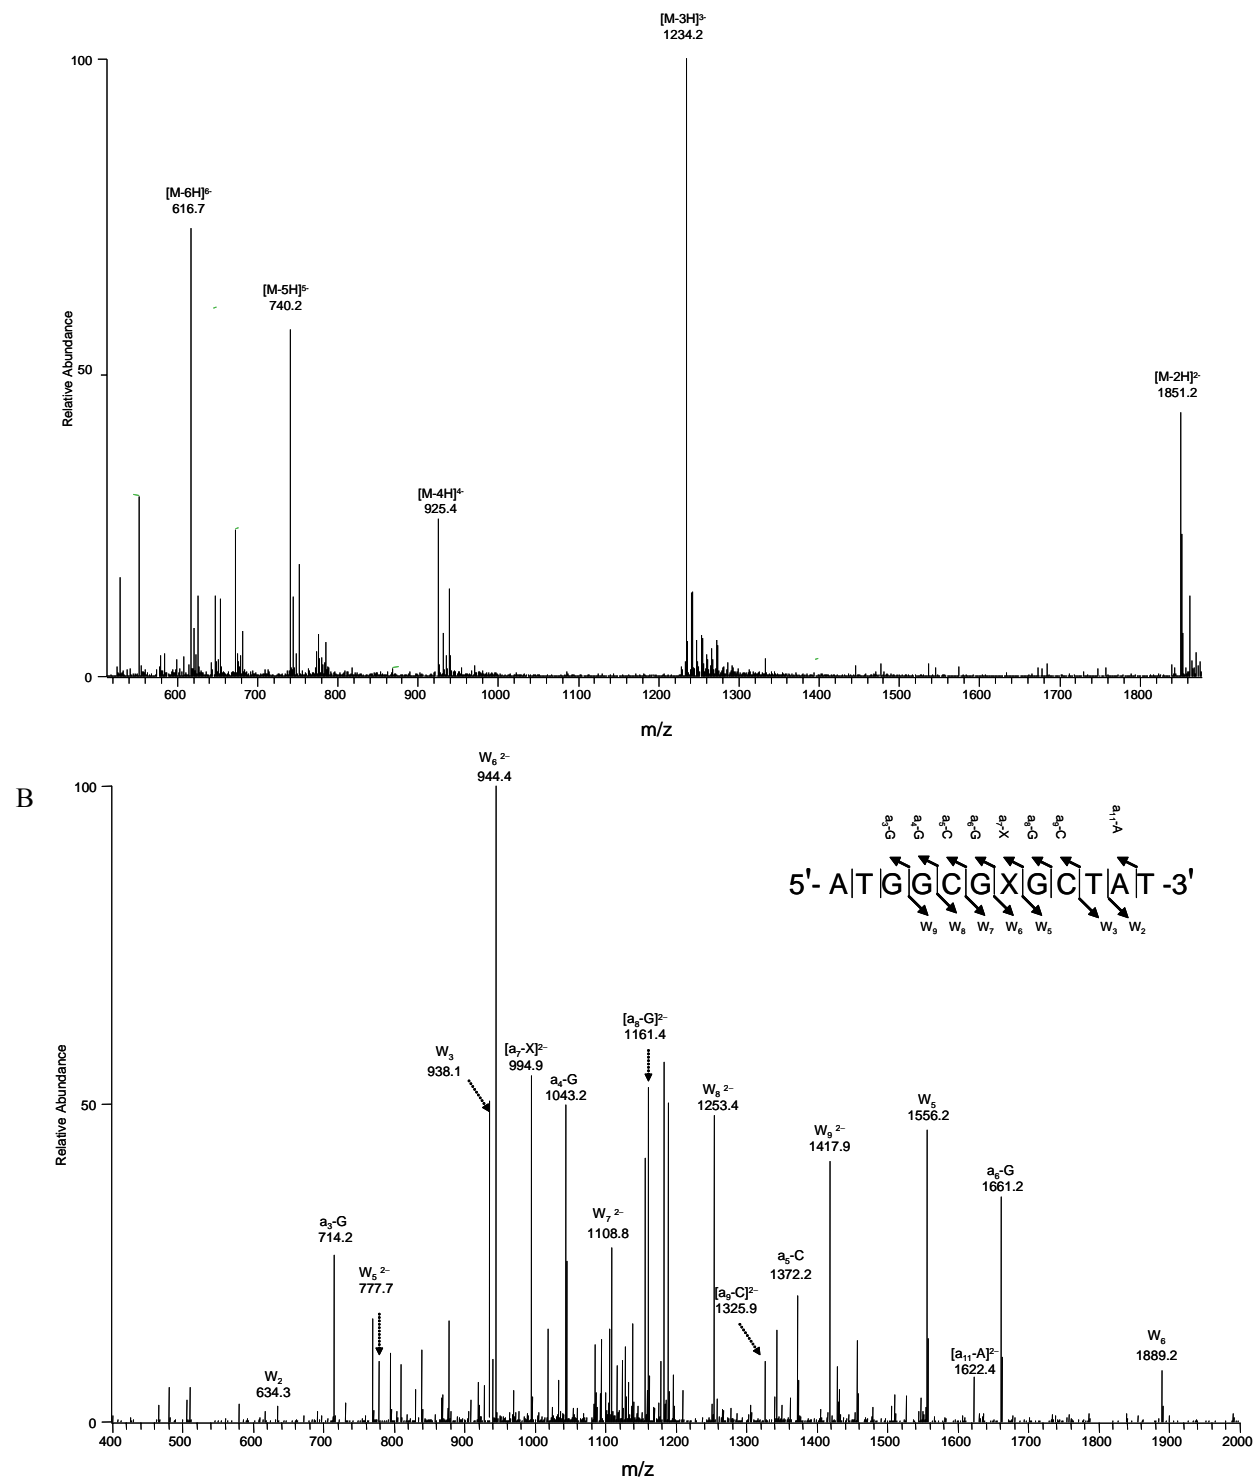 [M-3H]³⁻
1234.2
100
[M-6H]⁶⁻
616.7
[M-5H]⁵⁻
740.2
Relative Abundance
50
[M-2H]²⁻
1851.2
[M-4H]⁴⁻
925.4
0
600 700 800 900 1000 1100 1200 1300 1400 1500 1600 1700 1800
m/z
B
W₆ ²⁻
944.4
100
a₃-G a₄-G a₅-C a₆-G a₇-X a₈-G a₉-C a₁₁-A
5'- A|T|G|G|C|G|X|G|C|T|A|T -3'
W₉ W₈ W₇ W₆ W₅ W₃ W₂
[a₈-G]²⁻
1161.4
W₃
938.1
[a₇-X]²⁻
994.9
a₄-G
1043.2
W₈ ²⁻
1253.4
W₅
1556.2
Relative Abundance
50
W₉ ²⁻
1417.9
a₆-G
1661.2
a₃-G
714.2
W₇ ²⁻
1108.8
W₅ ²⁻
777.7
a₅-C
1372.2
[a₉-C]²⁻
1325.9
W₂
634.3
[a₁₁-A]²⁻
1622.4
W₆
1889.2
0
400 500 600 700 800 900 1000 1100 1200 1300 1400 1500 1600 1700 1800 1900 2000
m/z